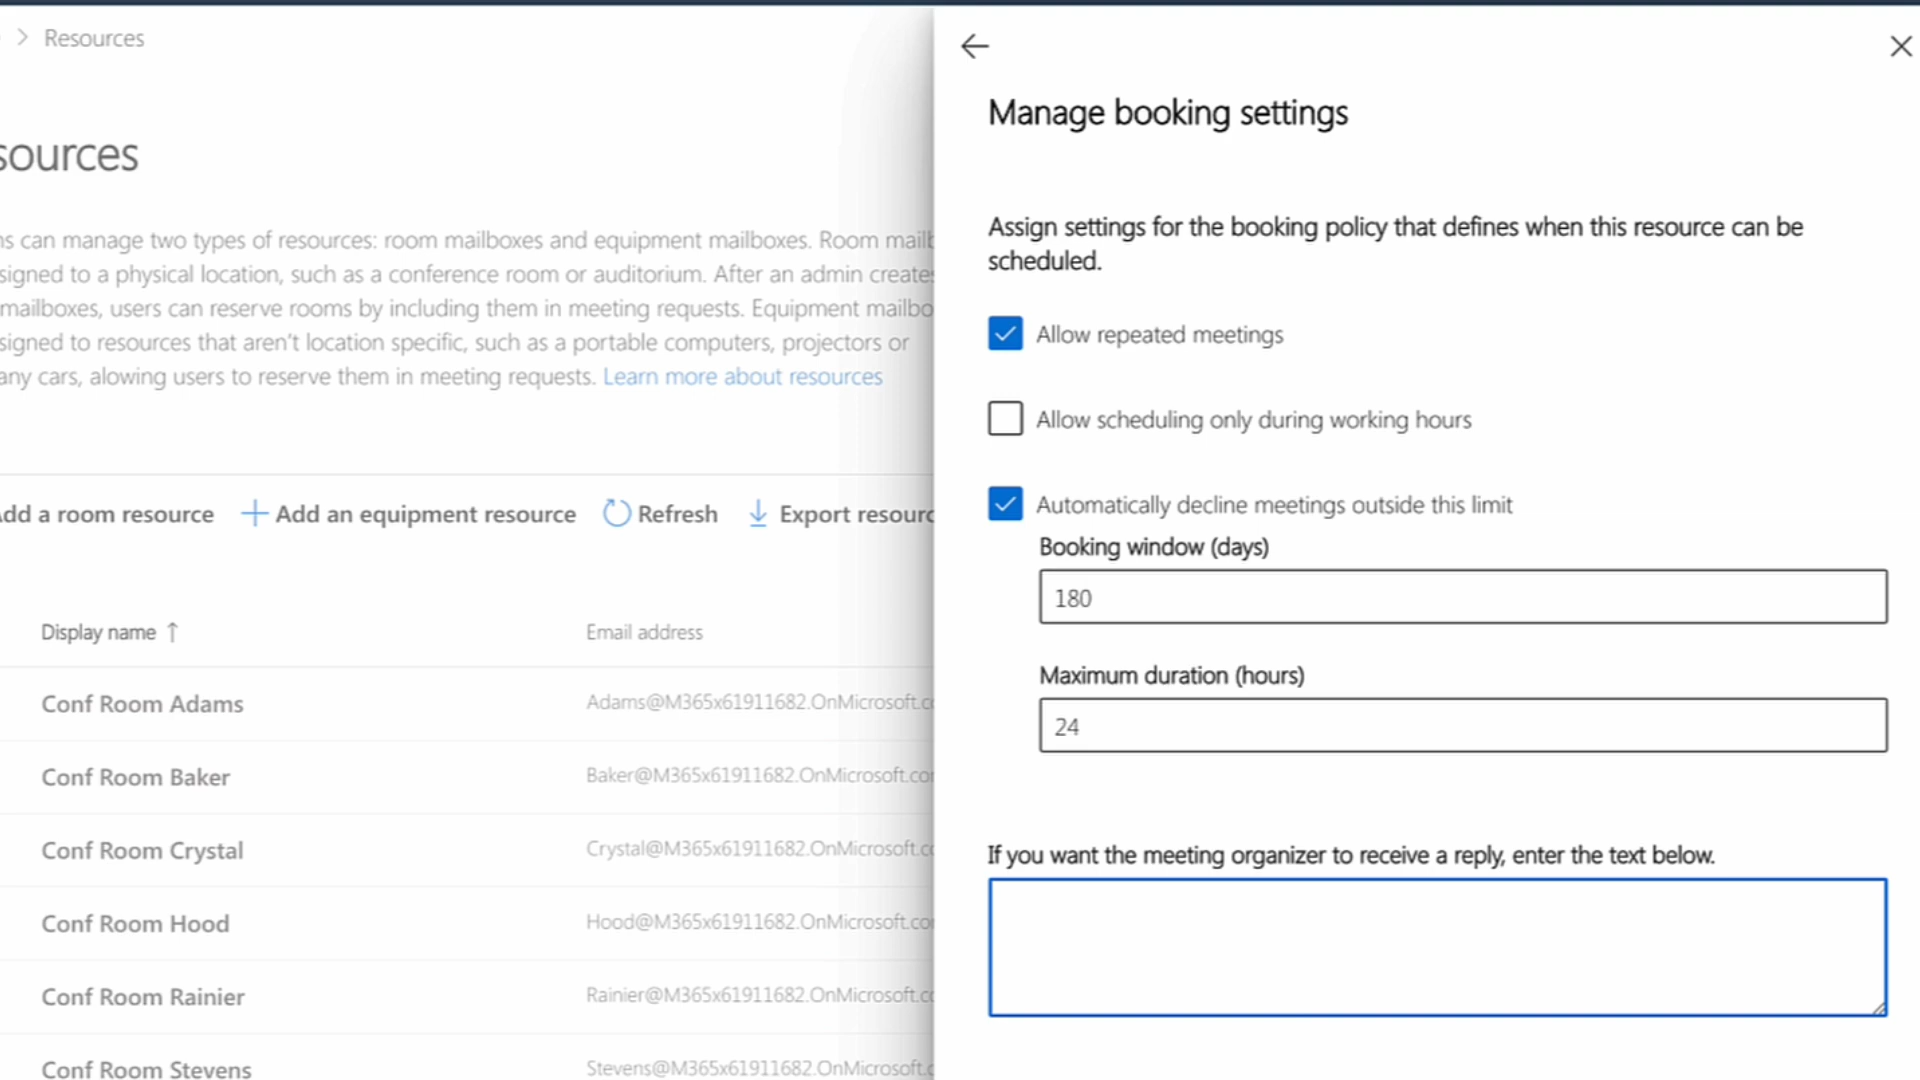 Resources
sources
ns can manage two types of resources: room mailboxes and equipment mailboxes. Room mailb
signed to a physical location, such as a conference room or auditorium. After an admin creates
mailboxes, users can reserve rooms by including them in meeting requests. Equipment mailbo
signed to resources that aren't location specific, such as a portable computers, projectors or
any cars, alowing users to reserve them in meeting requests. Learn more about resources
Add a room resource Add an equipment resource Refresh Export resourc
Display name ↑ Email address
Conf Room Adams Adams@M365x61911682.OnMicrosoft.co
Conf Room Baker Baker@M365x61911682.OnMicrosoft.com
Conf Room Crystal Crystal@M365x61911682.OnMicrosoft.co
Conf Room Hood Hood@M365x61911682.OnMicrosoft.com
Conf Room Rainier Rainier@M365x61911682.OnMicrosoft.co
Conf Room Stevens Stevens@M365x61911682.OnMicrosoft.c
Manage booking settings
Assign settings for the booking policy that defines when this resource can be
scheduled.
Allow repeated meetings
Allow scheduling only during working hours
Automatically decline meetings outside this limit
Booking window (days)
180
Maximum duration (hours)
24
If you want the meeting organizer to receive a reply, enter the text below.